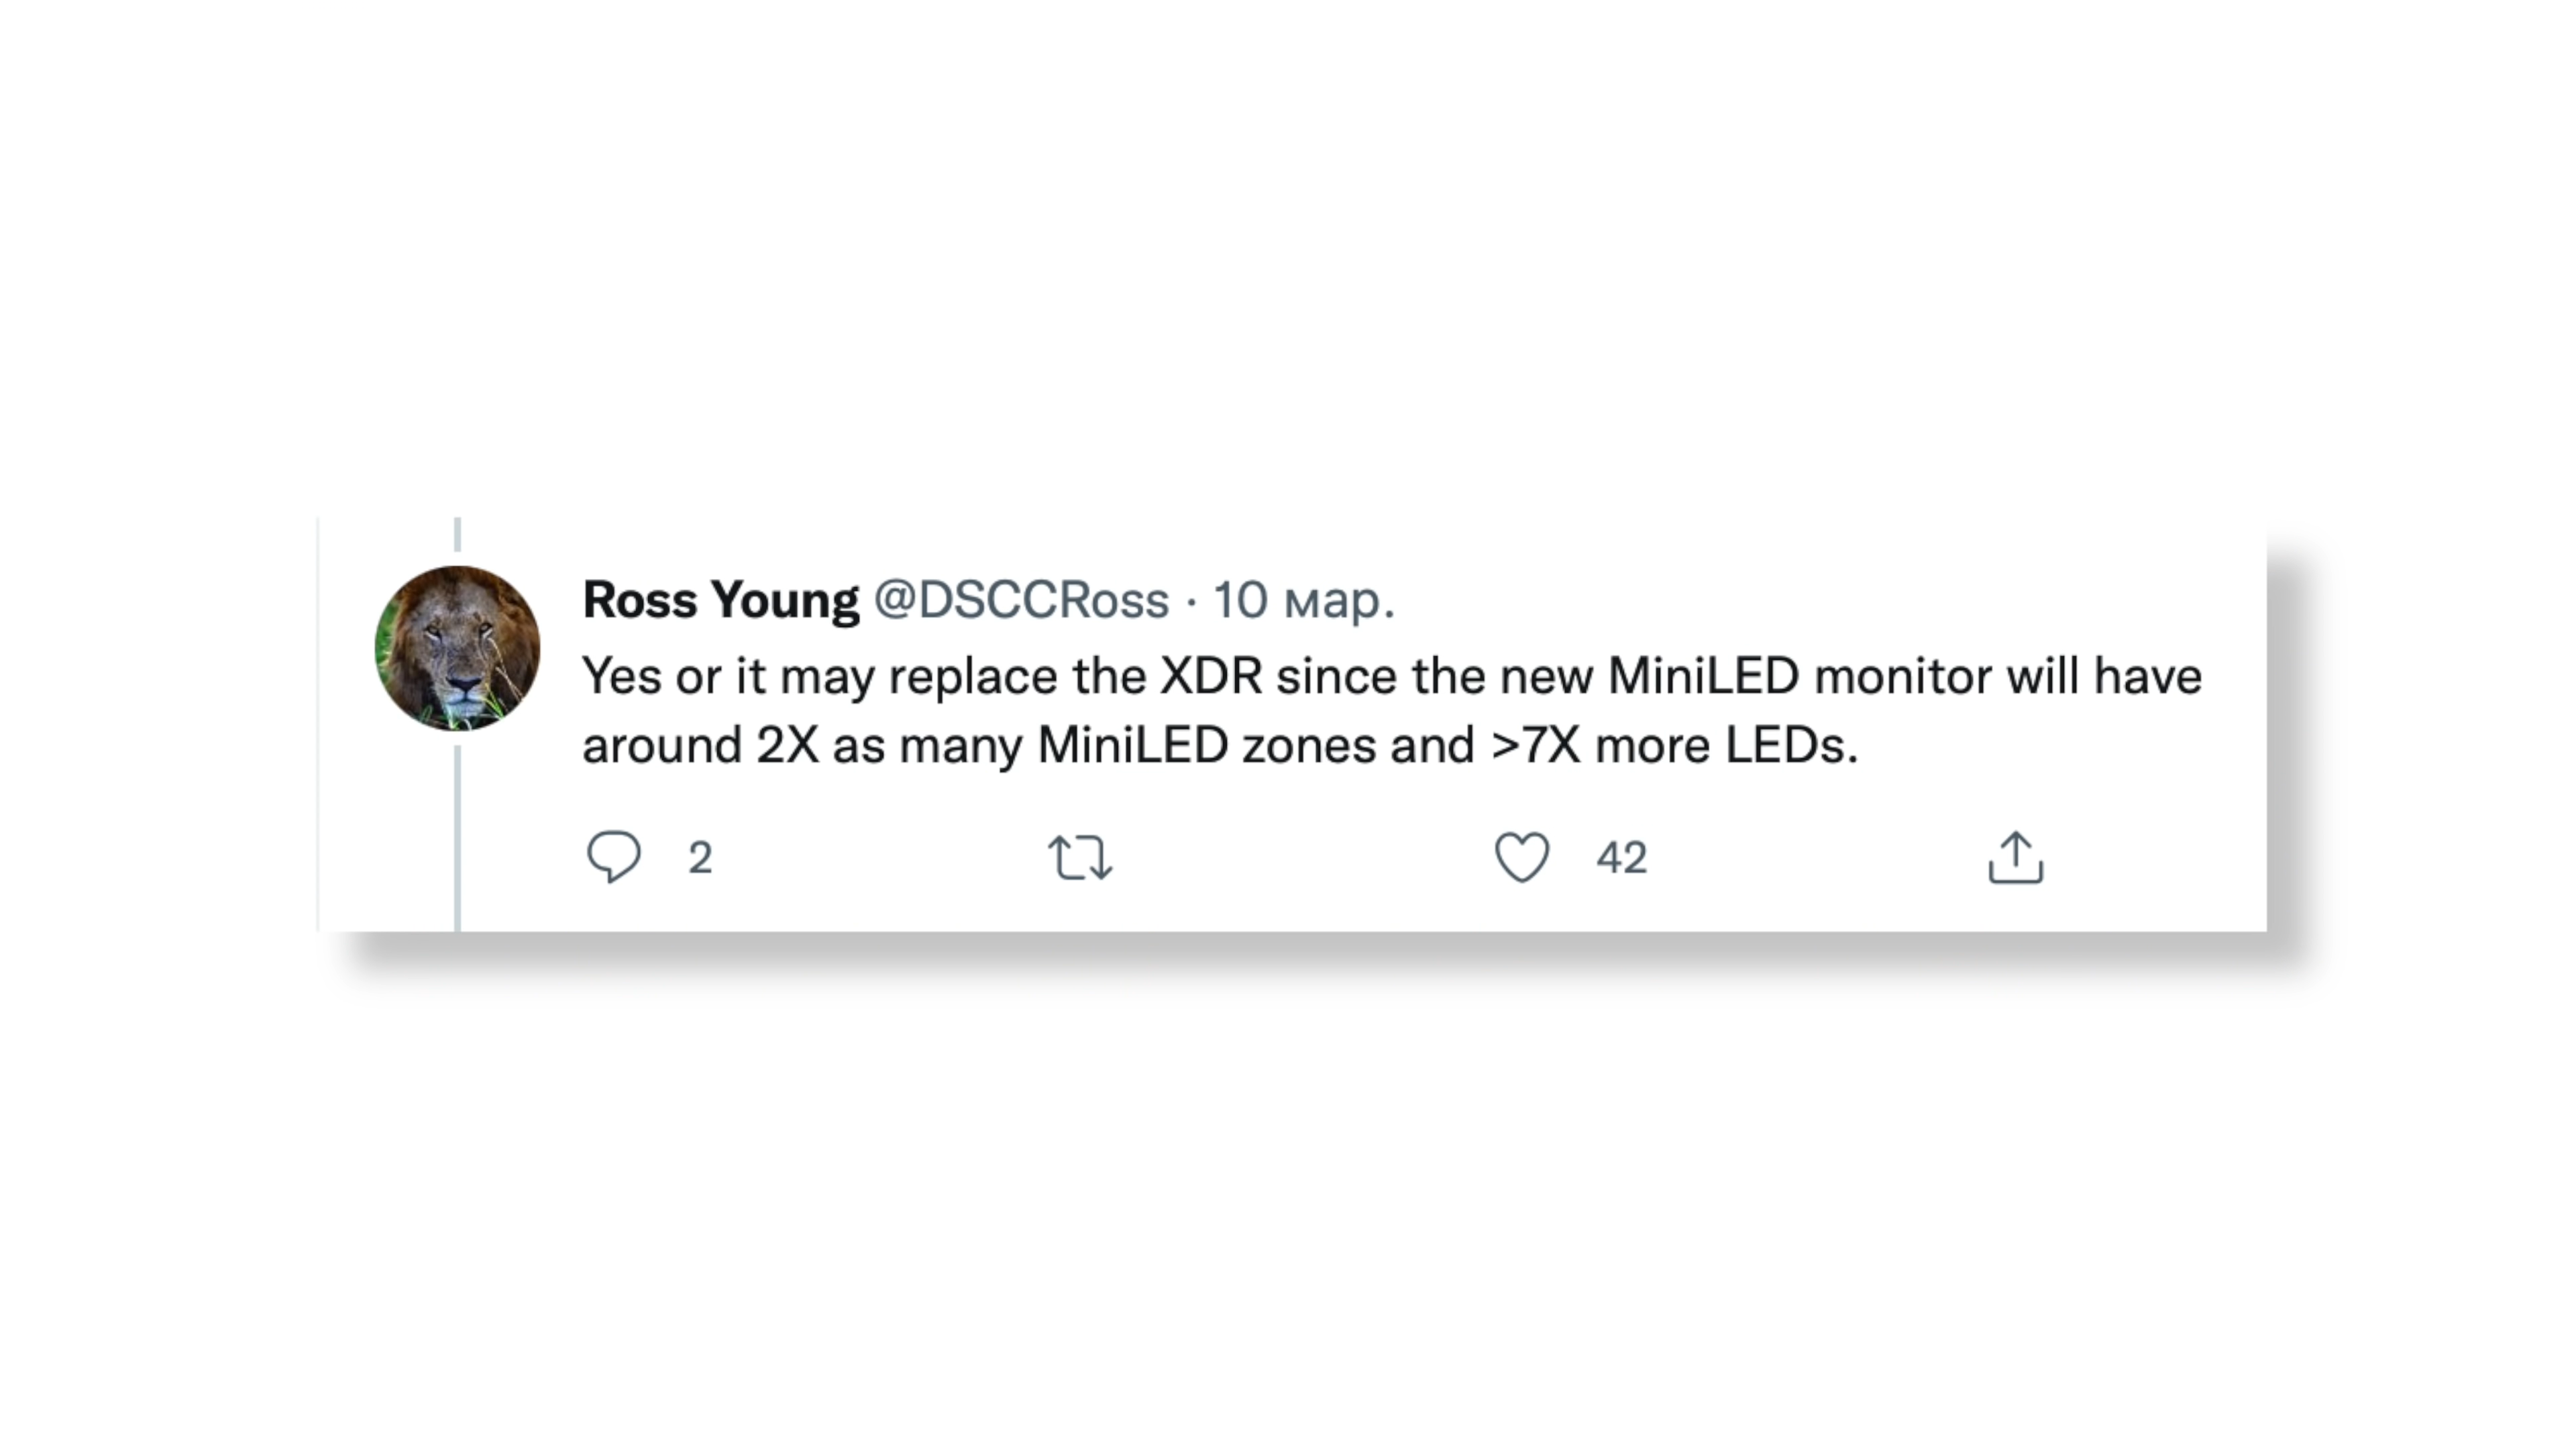 Ross Young @DSCCRoss · 10 мар.
Yes or it may replace the XDR since the new MiniLED monitor will have
around 2X as many MiniLED zones and >7X more LEDs.
2 42